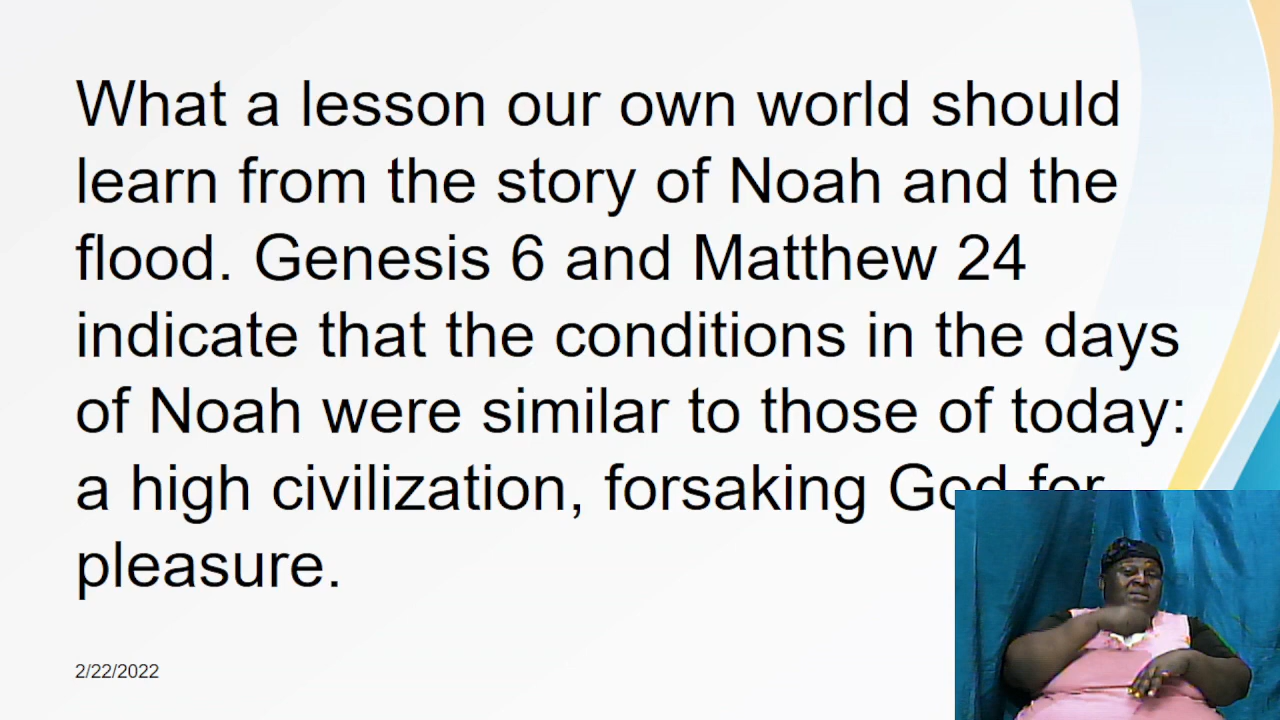 What a lesson our own world should
learn from the story of Noah and the
flood. Genesis 6 and Matthew 24
indicate that the conditions in the days
of Noah were similar to those of today:
a high civilization, forsaking God for
pleasure.
2/22/2022